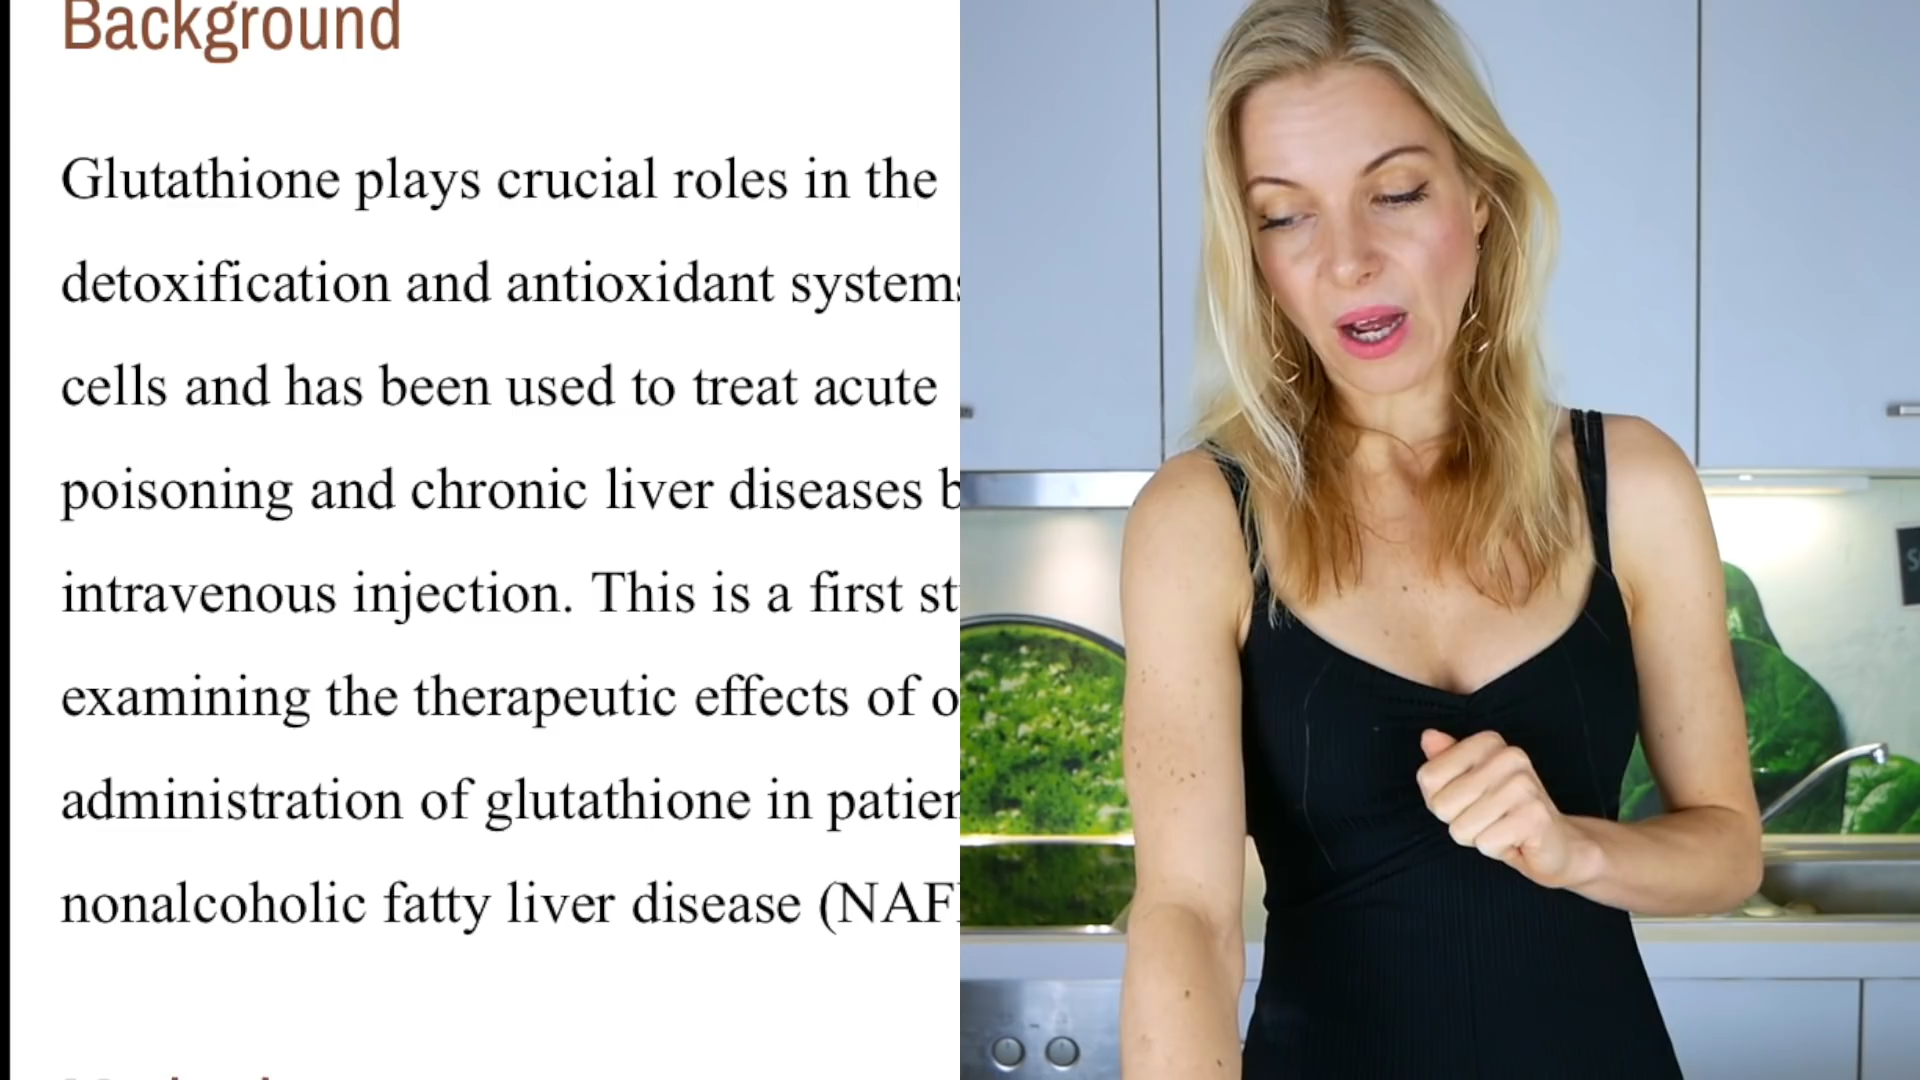 Background
Glutathione plays crucial roles in the
detoxification and antioxidant systems
cells and has been used to treat acute
poisoning and chronic liver diseases
intravenous injection. This is a first
examining the therapeutic effects of
administration of glutathione in
nonalcoholic fatty liver disease